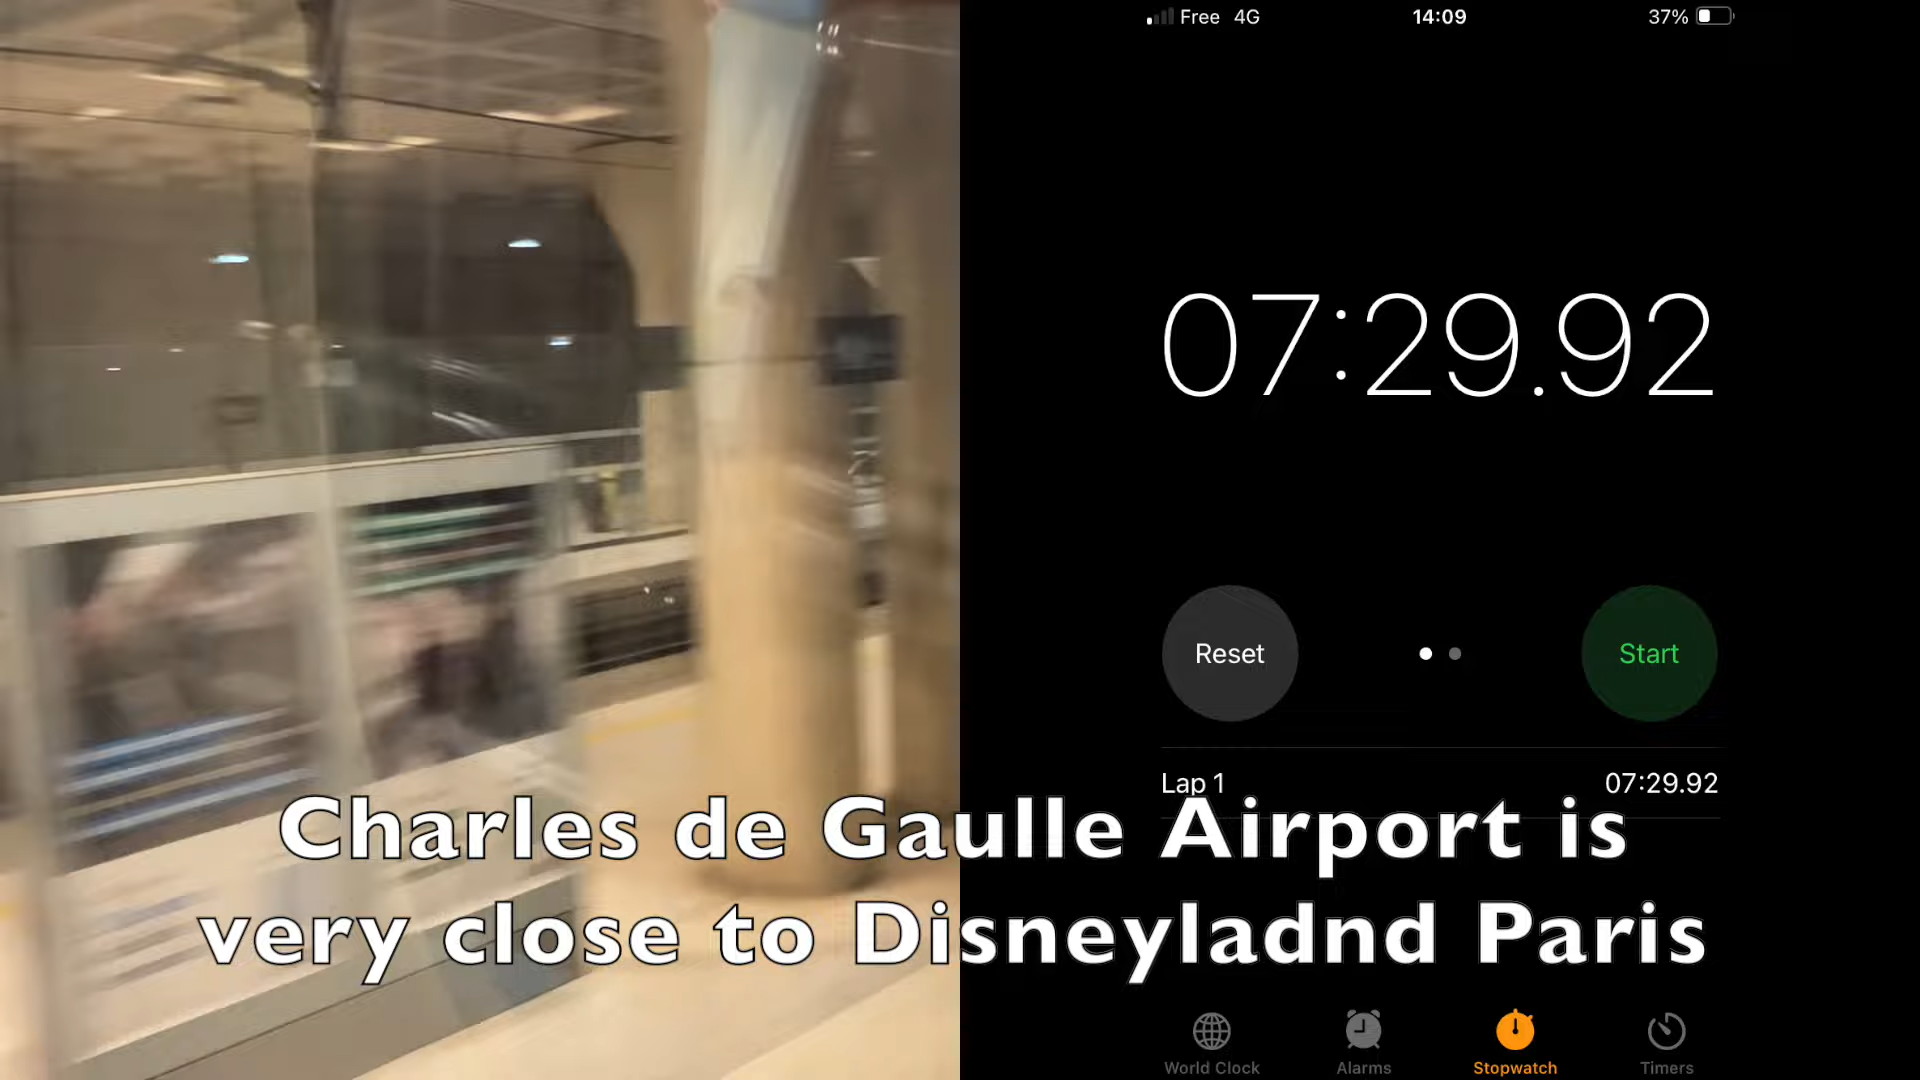 Free 4G 14:09 37%
07:29.92
Reset Start
Lap 1 07:29.92
Charles de Gaulle Airport is
very close to Disneyladnd Paris
World Clock Alarms Stopwatch Timers